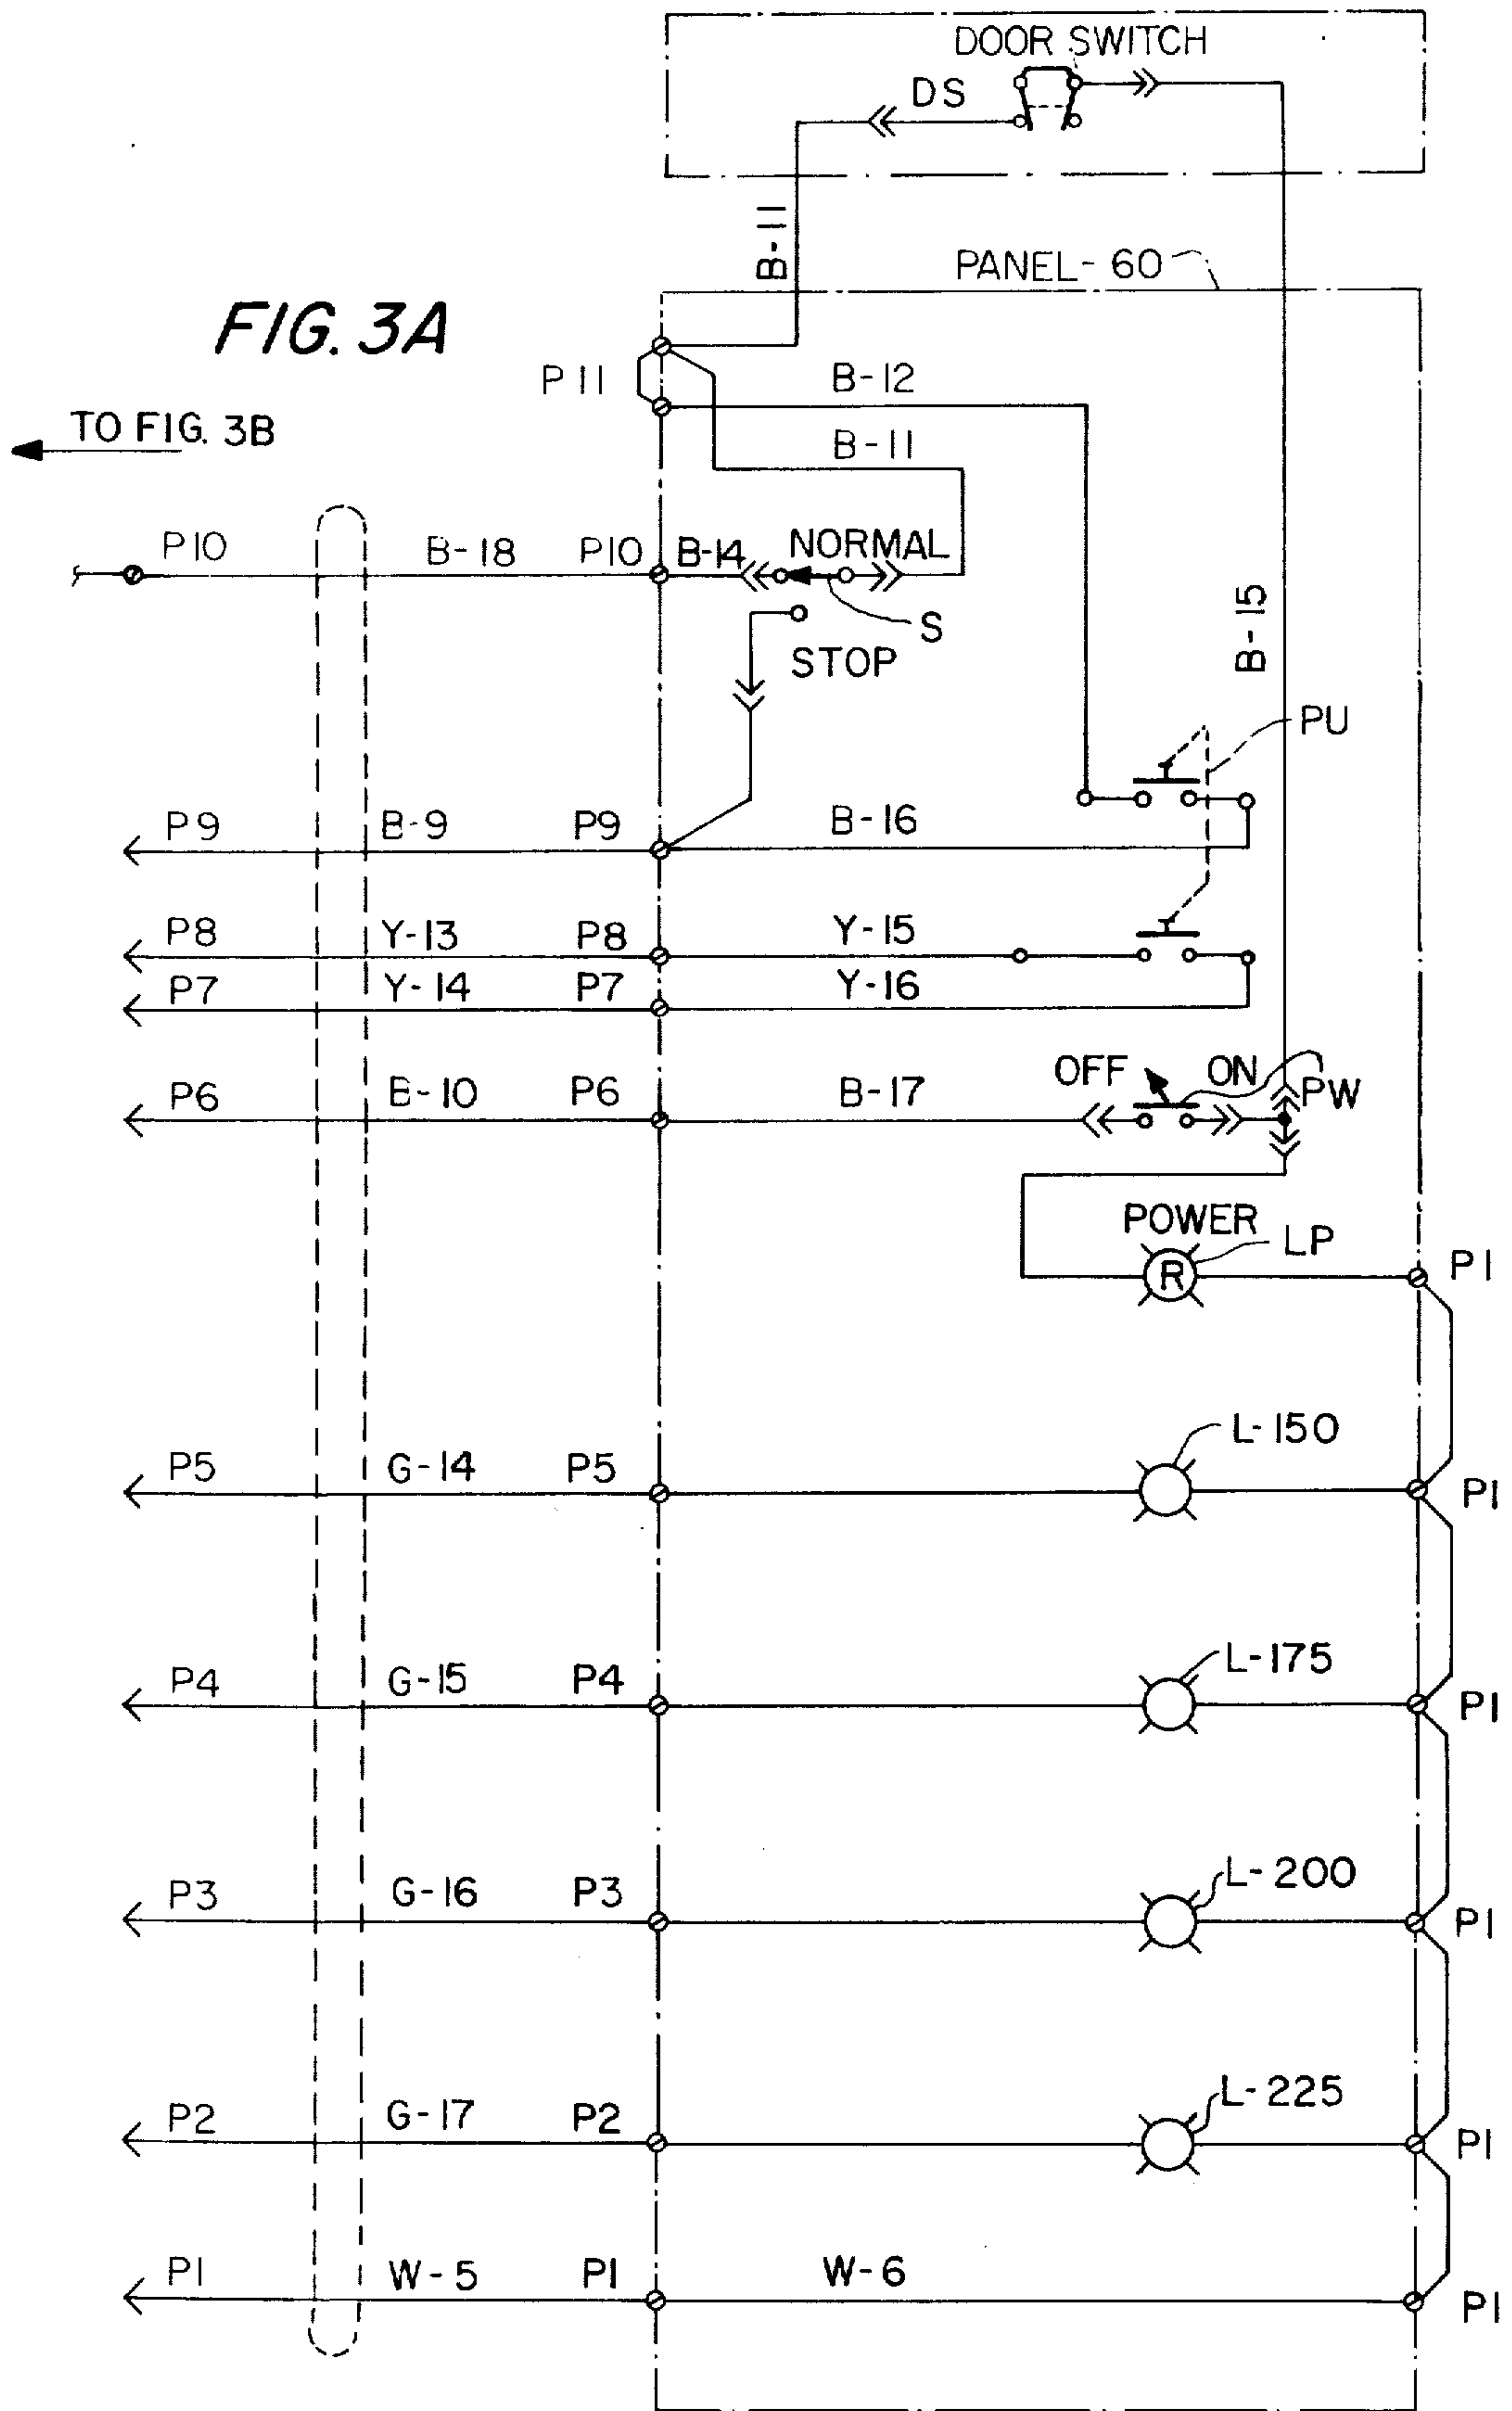 DOOR SWITCH
DS
B-11
PANEL-60
FIG. 3A
P11
B-12
TO FIG. 3B
B-11
P10
B-18
P10
B-14
NORMAL
S
STOP
B-15
PU
P9
B-9
P9
B-16
P8
Y-13
P8
Y-15
P7
Y-14
P7
Y-16
OFF
ON
PW
P6
B-10
P6
B-17
POWER
LP
R
P1
L-150
P5
G-14
P5
P1
L-175
P4
G-15
P4
P1
L-200
P3
G-16
P3
P1
L-225
P2
G-17
P2
P1
P1
W-5
P1
W-6
P1